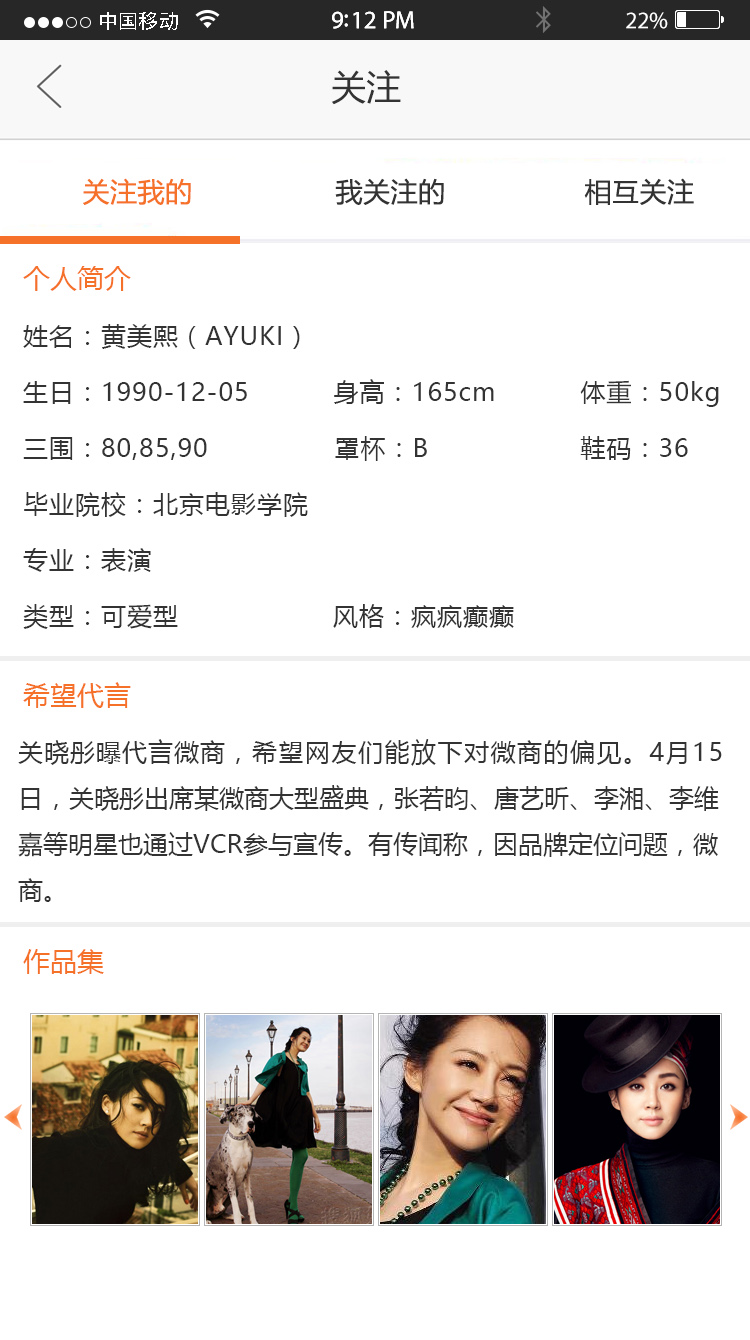 中国移动 9:12 PM 22%
关注
关注我的 我关注的 相互关注
个人简介
姓名：黄美熙（AYUKI）
生日：1990-12-05 身高：165cm 体重：50kg
三围：80,85,90 罩杯：B 鞋码：36
毕业院校：北京电影学院
专业：表演
类型：可爱型 风格：疯疯癫癫
希望代言
关晓彤曝代言微商，希望网友们能放下对微商的偏见。4月15
日，关晓彤出席某微商大型盛典，张若昀、唐艺昕、李湘、李维
嘉等明星也通过VCR参与宣传。有传闻称，因品牌定位问题，微
商。
作品集